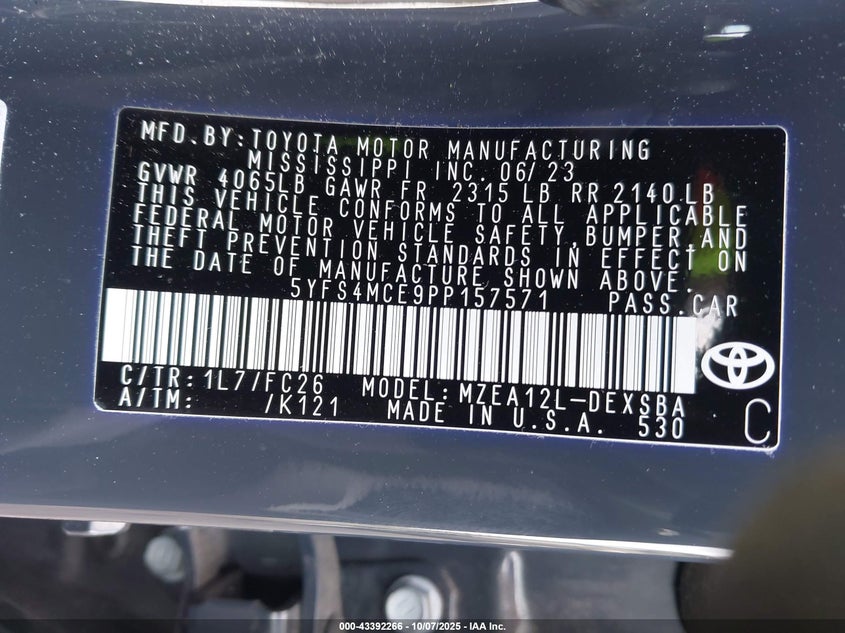 MFD.BY:TOYOTA MOTOR MANUFACTURING
MISSISSIPPI INC. 06/23
GVWR 4065LB GAWR FR 2315 LB RR 2140 LB
THIS VEHICLE CONFORMS TO ALL APPLICABLE
FEDERAL MOTOR VEHICLE SAFETY,BUMPER,AND
THEFT PREVENTION STANDARDS IN EFFECT ON
THE DATE OF MANUFACTURE SHOWN ABOVE.
5YFS4MCE9PP157571 PASS.CAR
C/TR:1L7/FC26 MODEL:MZEA12L-DEXSBA
A/TM: /K121 MADE IN U.S.A. 530
C
000-43392266 - 10/07/2025 - IAA Inc.